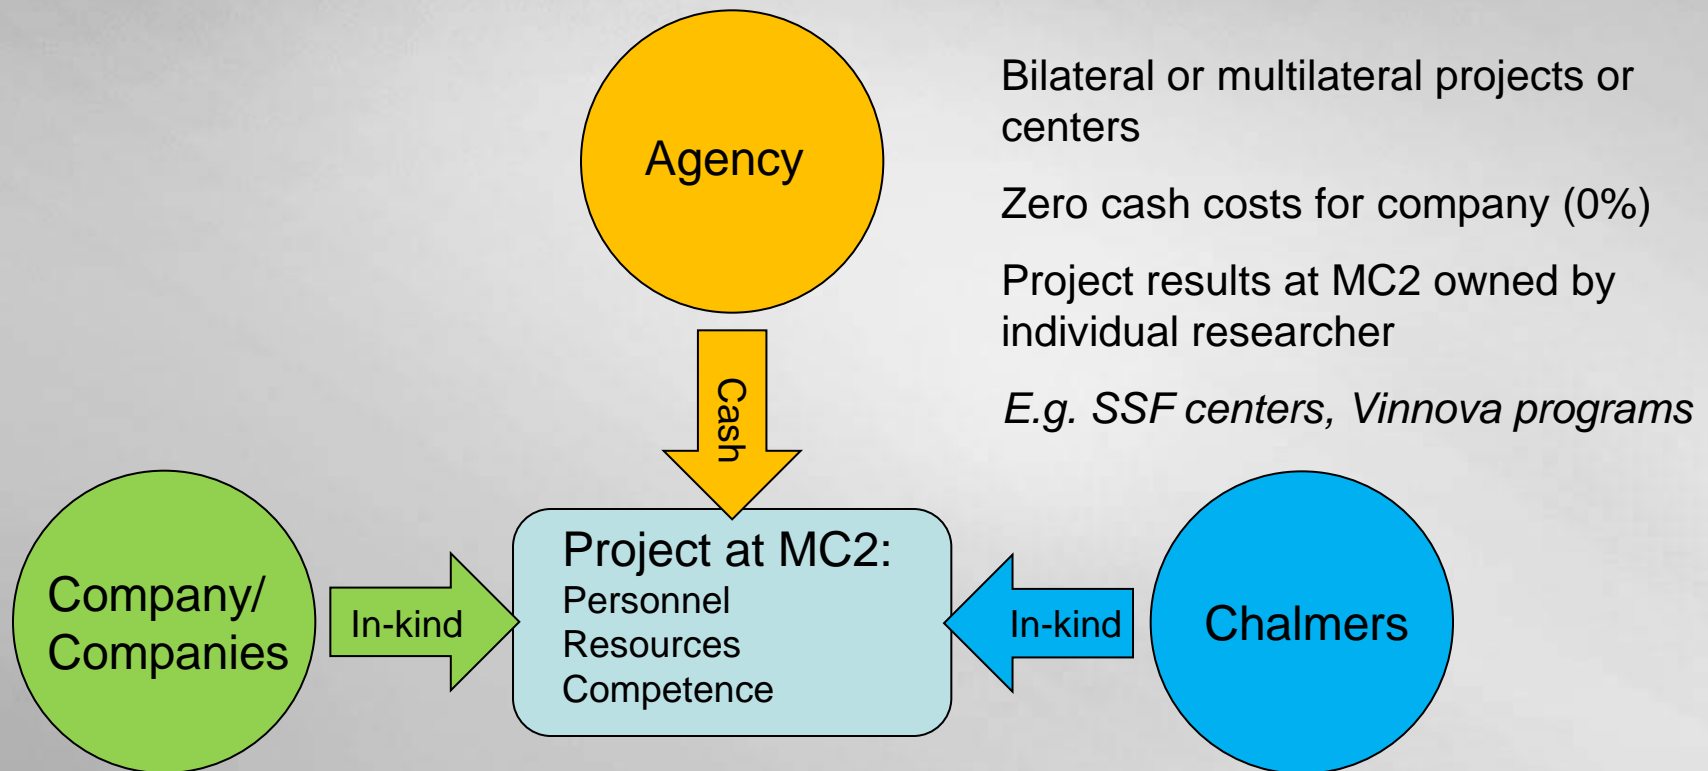 Agency
Bilateral or multilateral projects or
centers
Zero cash costs for company (0%)
Project results at MC2 owned by
individual researcher
E.g. SSF centers, Vinnova programs
Cash
Company/
Companies
In-kind
Project at MC2:
Personnel
Resources
Competence
In-kind
Chalmers